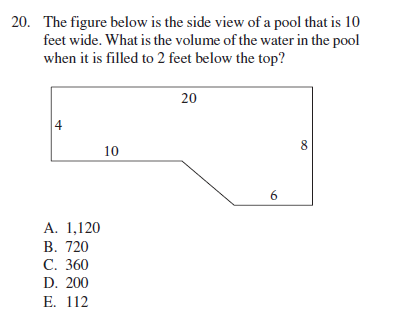 20. The figure below is the side view of a pool that is 10
feet wide. What is the volume of the water in the pool
when it is filled to 2 feet below the top?
20
4
10
8
6
A. 1,120
B. 720
C. 360
D. 200
E. 112